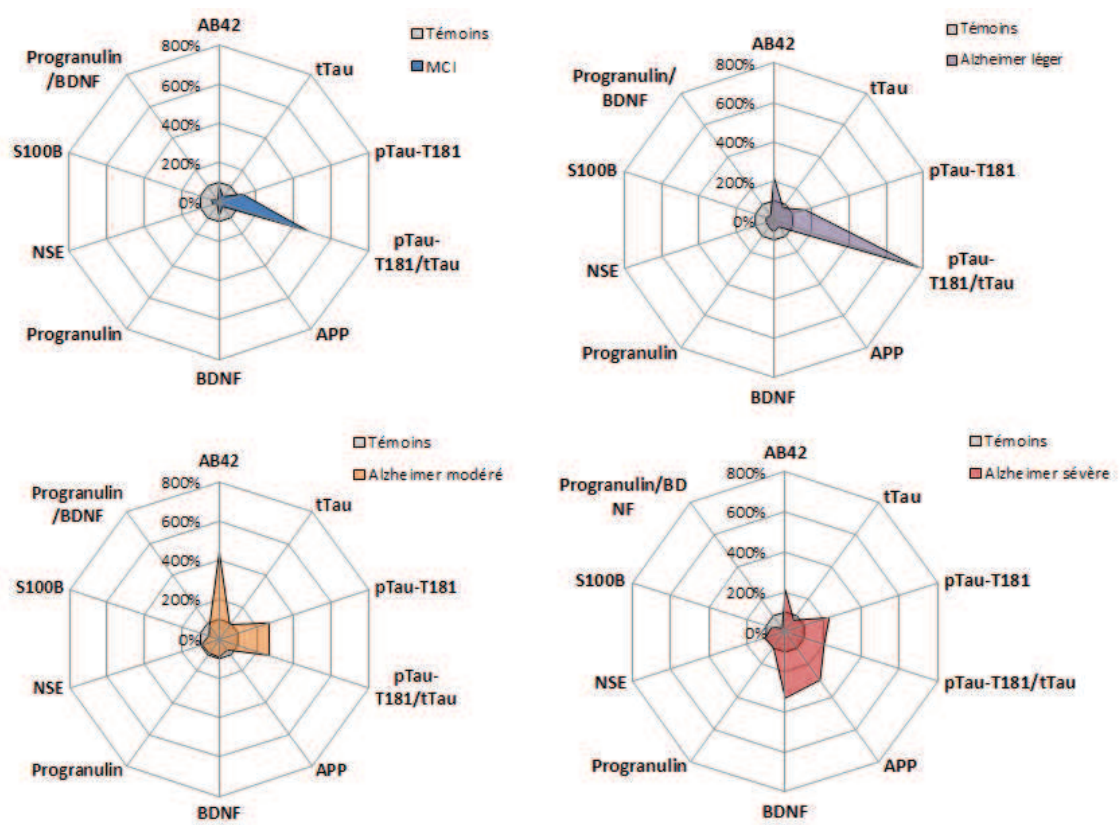 AB42
Témoins
MCI
800%
600%
400%
200%
0%
tTau
pTau-T181
pTau-
T181/tTau
APP
BDNF
Progranulin
NSE
S100B
Progranulin
/BDNF
AB42
Témoins
Alzheimer léger
800%
600%
400%
200%
0%
tTau
pTau-T181
pTau-
T181/tTau
APP
BDNF
Progranulin
NSE
S100B
Progranulin/
BDNF
AB42
Témoins
Alzheimer modéré
800%
600%
400%
200%
0%
tTau
pTau-T181
pTau-
T181/tTau
APP
BDNF
Progranulin
NSE
S100B
Progranulin
/BDNF
AB42
Témoins
Alzheimer sévère
800%
600%
400%
200%
0%
tTau
pTau-T181
pTau-T181/tTau
APP
BDNF
Progranulin
NSE
S100B
Progranulin/BD
NF